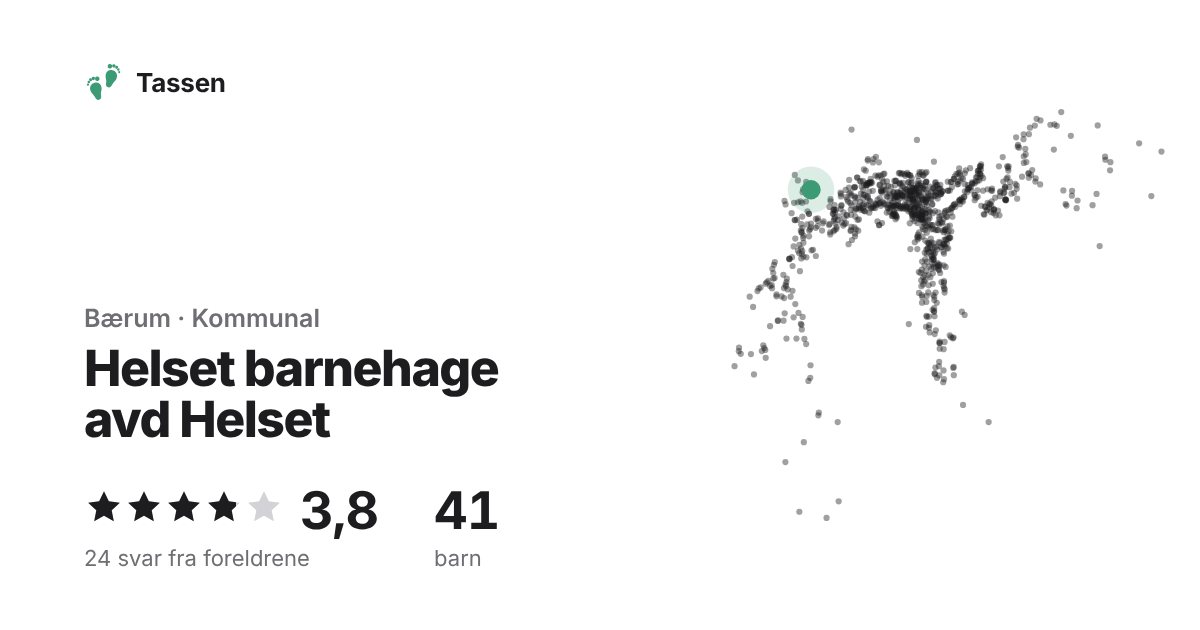 Tassen
Bærum · Kommunal
Helset barnehage
avd Helset
3,8
41
24 svar fra foreldrene
barn